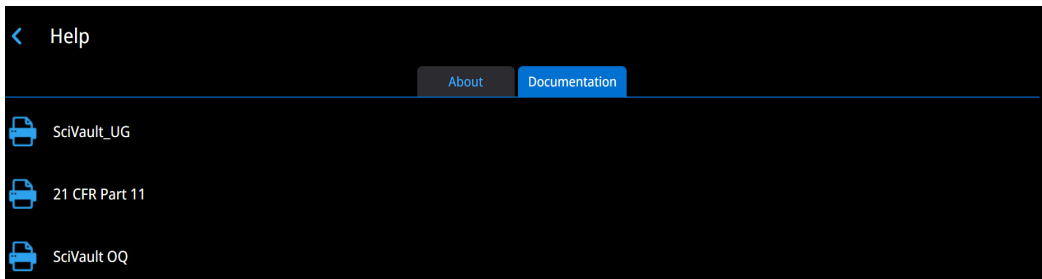 Help
About
Documentation
SciVault_UG
21 CFR Part 11
SciVault OQ